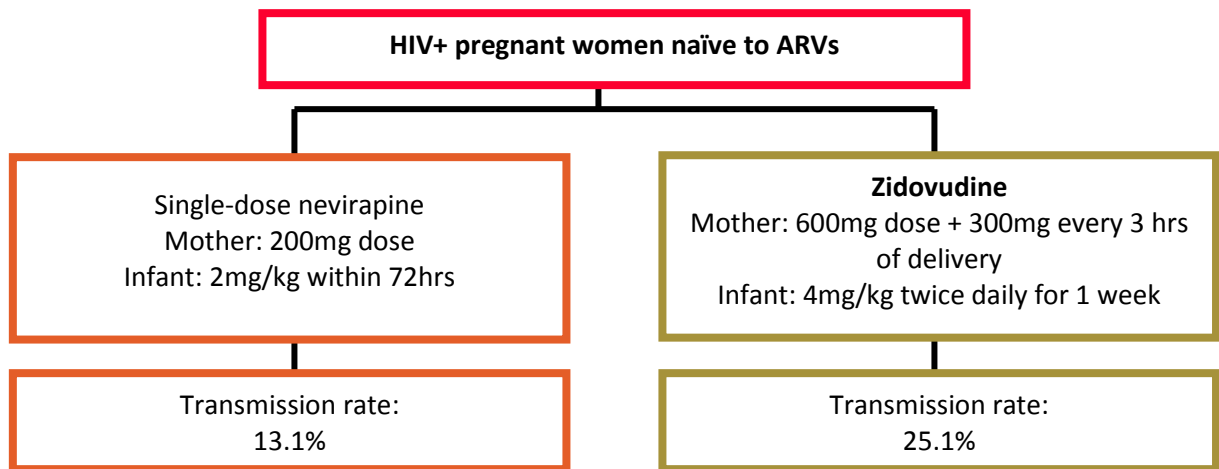 HIV+ pregnant women naïve to ARVs
Single-dose nevirapine
Mother: 200mg dose
Infant: 2mg/kg within 72hrs
Zidovudine
Mother: 600mg dose + 300mg every 3 hrs
of delivery
Infant: 4mg/kg twice daily for 1 week
Transmission rate:
13.1%
Transmission rate:
25.1%